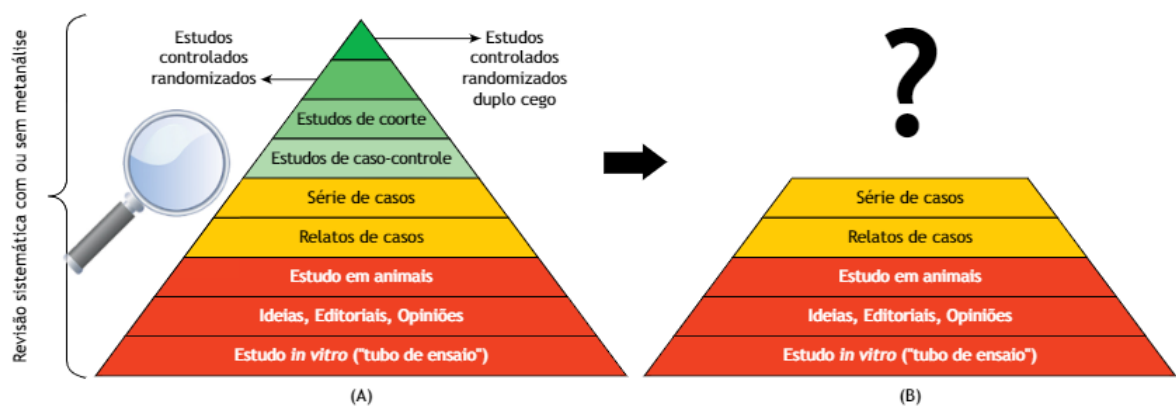 Revisão sistemática com ou sem metanálise
Estudos
controlados
randomizados
Estudos
controlados
randomizados
duplo cego
Estudos de coorte
Estudos de caso-controle
Série de casos
Relatos de casos
Estudo em animais
Ideias, Editoriais, Opiniões
Estudo in vitro ("tubo de ensaio")
(A)
?
Série de casos
Relatos de casos
Estudo em animais
Ideias, Editoriais, Opiniões
Estudo in vitro ("tubo de ensaio")
(B)